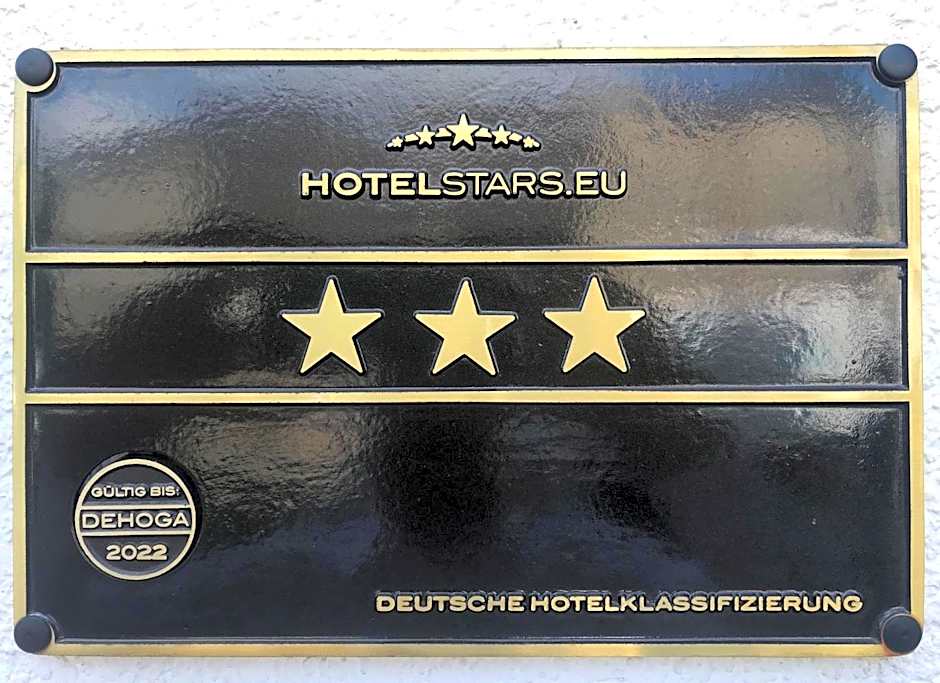 HOTELSTARS.EU
GÜLTIG BIS:
DEHOGA
2022
DEUTSCHE HOTELKLASSIFIZIERUNG